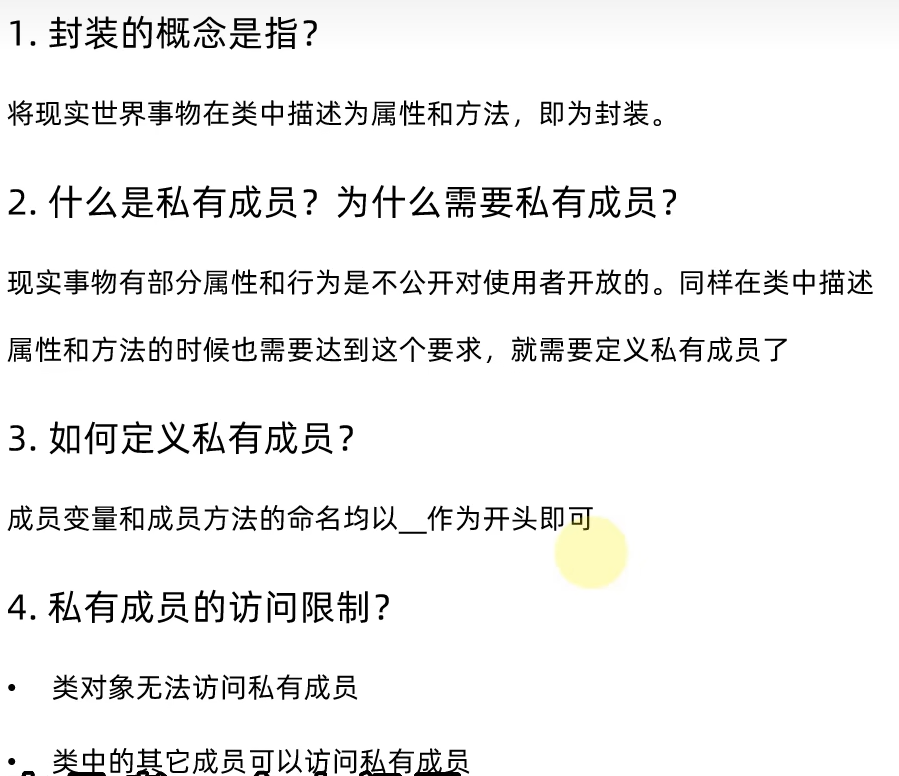 1. 封装的概念是指？
将现实世界事物在类中描述为属性和方法，即为封装。
2. 什么是私有成员？为什么需要私有成员？
现实事物有部分属性和行为是不公开对使用者开放的。同样在类中描述
属性和方法的时候也需要达到这个要求，就需要定义私有成员了
3. 如何定义私有成员？
成员变量和成员方法的命名均以__作为开头即可
4. 私有成员的访问限制？
• 类对象无法访问私有成员
• 类中的其它成员可以访问私有成员